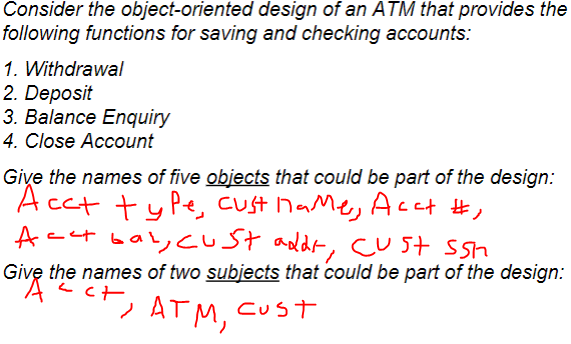 Consider the object-oriented design of an ATM that provides the
following functions for saving and checking accounts:
1. Withdrawal
2. Deposit
3. Balance Enquiry
4. Close Account
Give the names of five objects that could be part of the design:
Acct type, cust name, Acct #,
Acct bal, cust addr, cust ssn
Give the names of two subjects that could be part of the design:
Acct, ATM, cust